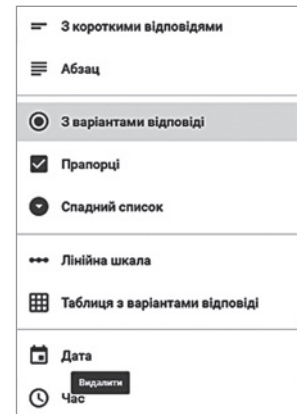 З короткими відповідями
Абзац
З варіантами відповіді
Прапорці
Спадний список
Лінійна шкала
Таблиця з варіантами відповіді
Дата
Видалити
Час